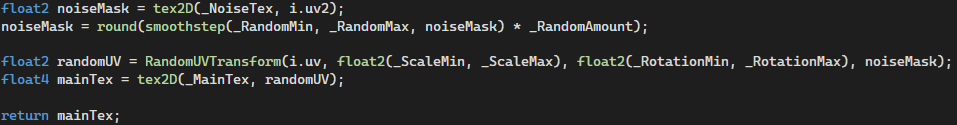 float2 noiseMask = tex2D(_NoiseTex, i.uv2);
noiseMask = round(smoothstep(_RandomMin, _RandomMax, noiseMask) * _RandomAmount);
float2 randomUV = RandomUVTransform(i.uv, float2(_ScaleMin, _ScaleMax), float2(_RotationMin, _RotationMax), noiseMask);
float4 mainTex = tex2D(_MainTex, randomUV);
return mainTex;